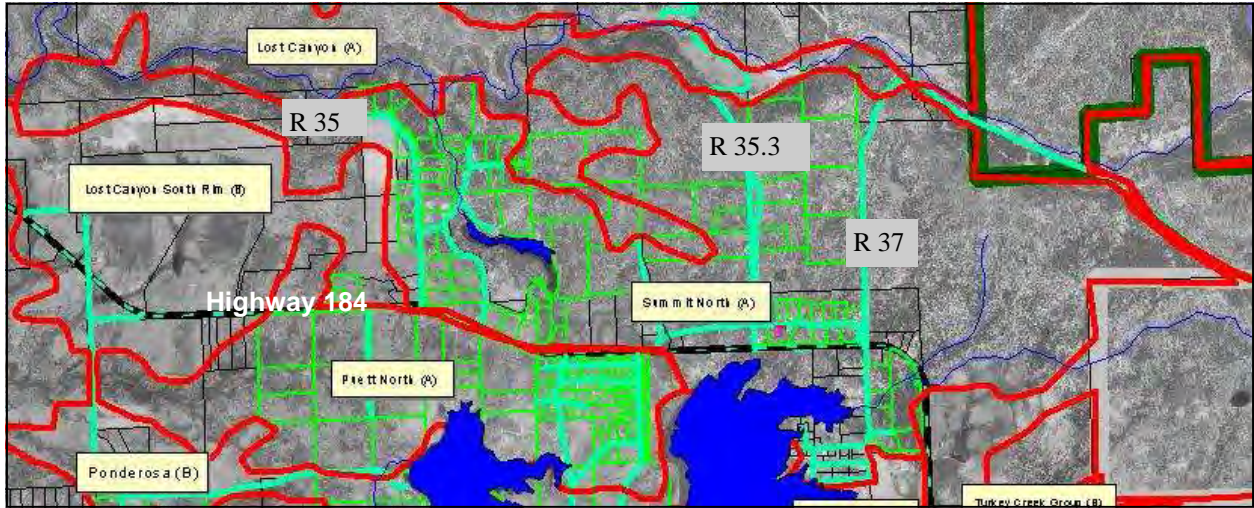 Lost Canyon (A)
R 35
R 35.3
Lost Canyon South Rim (B)
R 37
Highway 184
Summit North (A)
Puett North (A)
Ponderosa (B)
Turkey Creek Group (B)